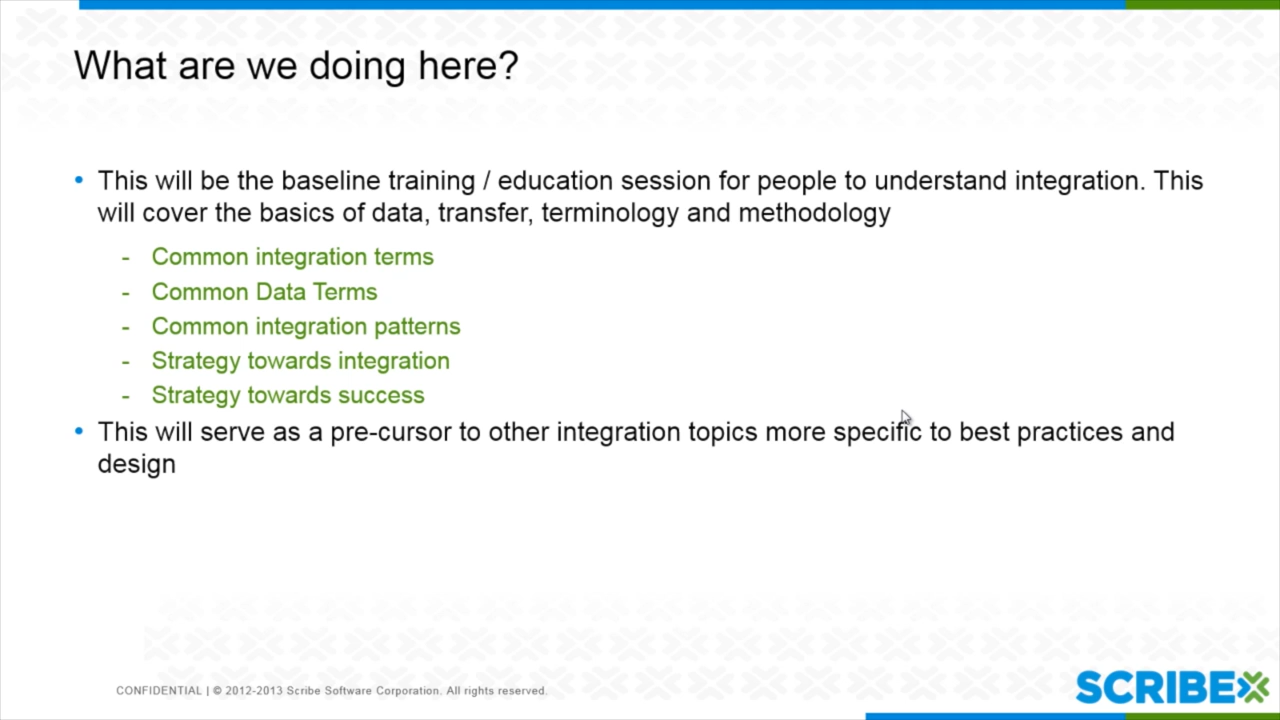 What are we doing here?
• This will be the baseline training / education session for people to understand integration. This
will cover the basics of data, transfer, terminology and methodology
- Common integration terms
- Common Data Terms
- Common integration patterns
- Strategy towards integration
- Strategy towards success
• This will serve as a pre-cursor to other integration topics more specific to best practices and
design
CONFIDENTIAL | © 2012-2013 Scribe Software Corporation. All rights reserved.
SCRIBE